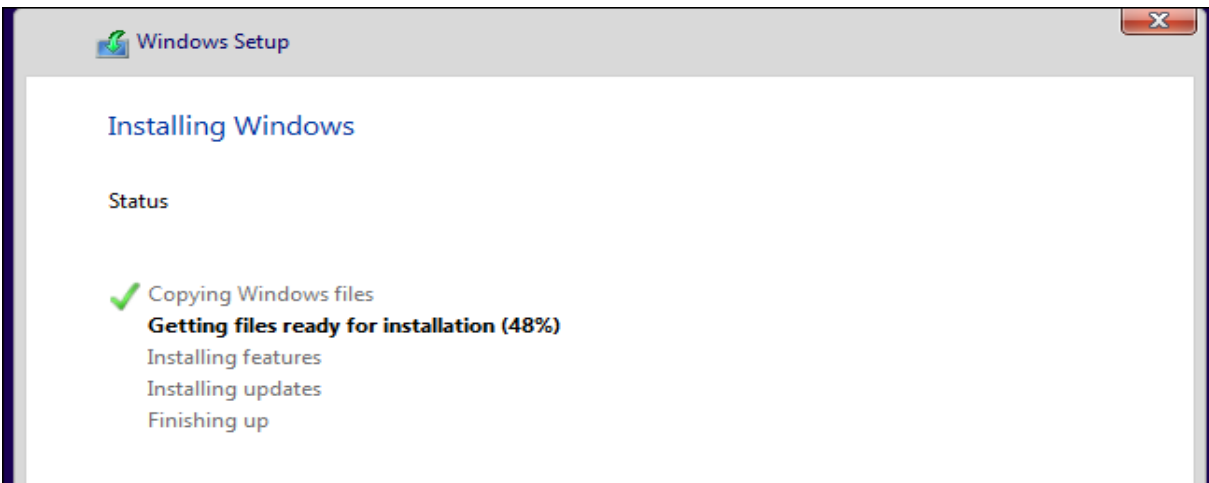 Windows Setup
Installing Windows
Status
Copying Windows files
Getting files ready for installation (48%)
Installing features
Installing updates
Finishing up